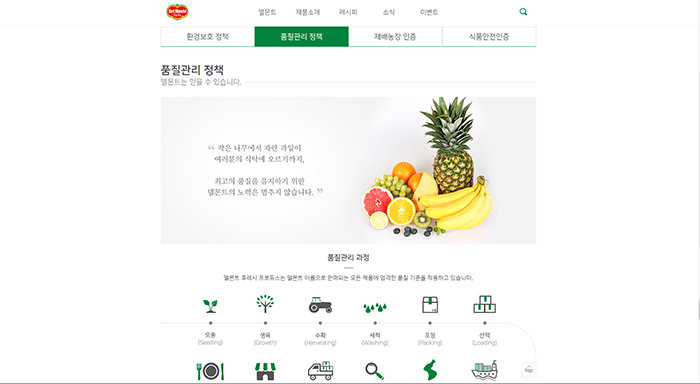 Del Monte
델몬트 제품소개 레시피 소식 이벤트
환경보호 정책 품질관리 정책 재배농장 인증 식품안전인증
품질관리 정책
델몬트는 믿을 수 있습니다.
“ 작은 나무에서 자란 과일이
여러분의 식탁에 오르기까지,
최고의 품질을 유지하기 위한
델몬트의 노력은 멈추지 않습니다. ”
품질관리 과정
델몬트 후레쉬 프로듀스는 델몬트 이름으로 판매되는 모든 제품에 엄격한 품질 기준을 적용하고 있습니다.
모종 생육 수확 세척 포장 선적
(Seeding) (Growth) (Harvesting) (Washing) (Packing) (Loading)
top